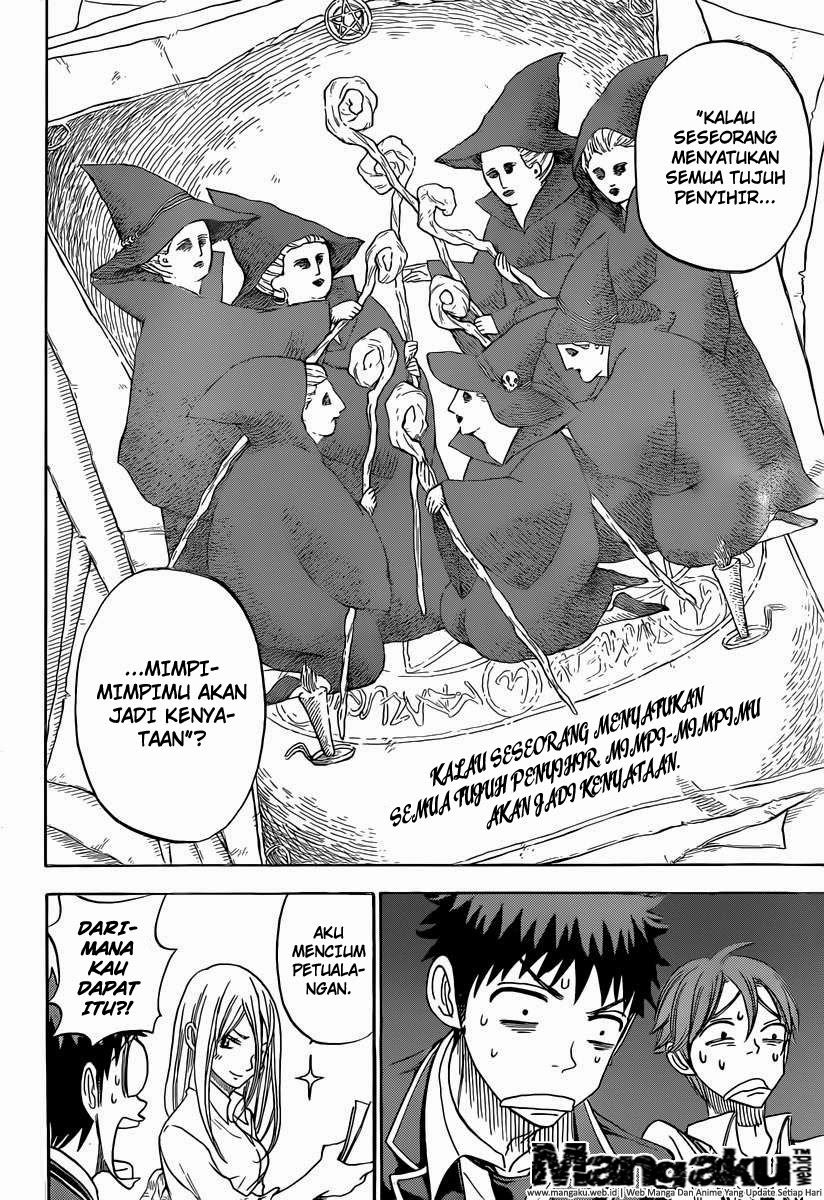 "KALAU
SESEORANG
MENYATUKAN
SEMUA TUJUH
PENYIHIR...
...MIMPI-
MIMPIMU AKAN
JADI KENYA-
TAAN"?
KALAU SESEORANG MENYATUKAN
SEMUA TUJUH PENYIHIR, MIMPI-MIMPIMU
AKAN JADI KENYATAAN.
DARI-
MANA
KAU
DAPAT
ITU?!
AKU
MENCIUM
PETUALA-
NGAN.
Mangaku
web.id
www.mangaku.web.id | Web Manga Dan Anime Yang Update Setiap Hari